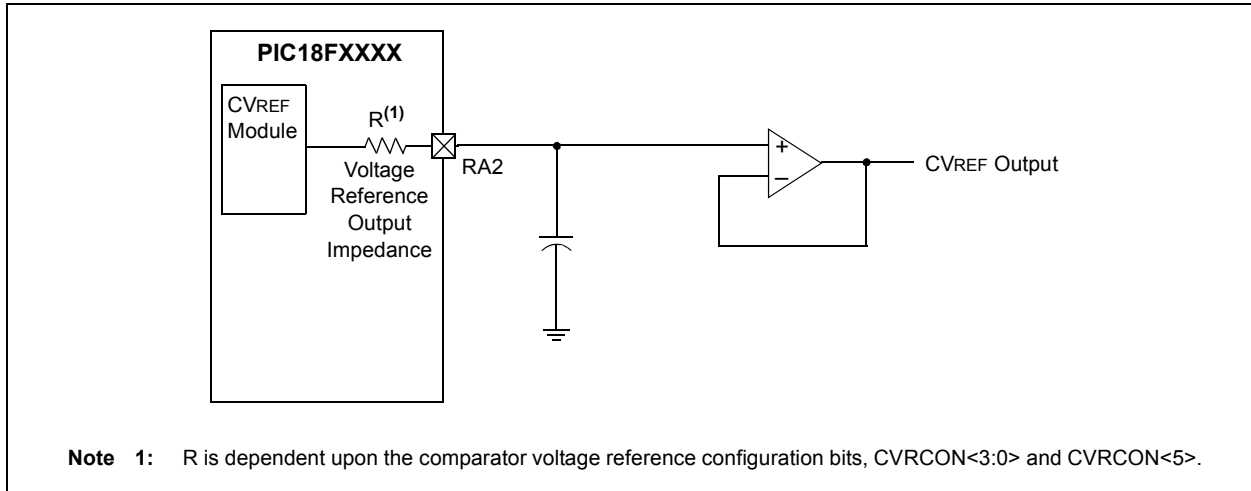 PIC18FXXXX
CVREF
Module
R(1)
Voltage
Reference
Output
Impedance
RA2
+
–
CVREF Output
Note 1: R is dependent upon the comparator voltage reference configuration bits, CVRCON<3:0> and CVRCON<5>.